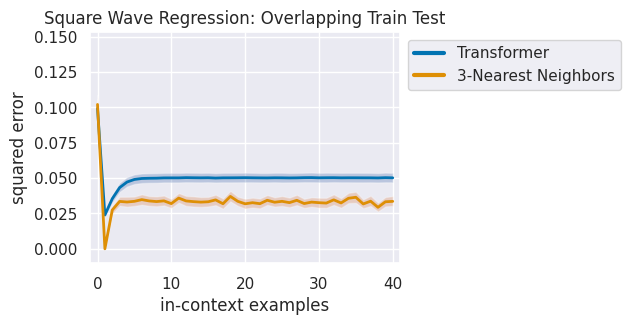 Square Wave Regression: Overlapping Train Test
0.150
0.125
0.100
0.075
0.050
0.025
0.000
squared error
0
10
20
30
40
in-context examples
Transformer
3-Nearest Neighbors